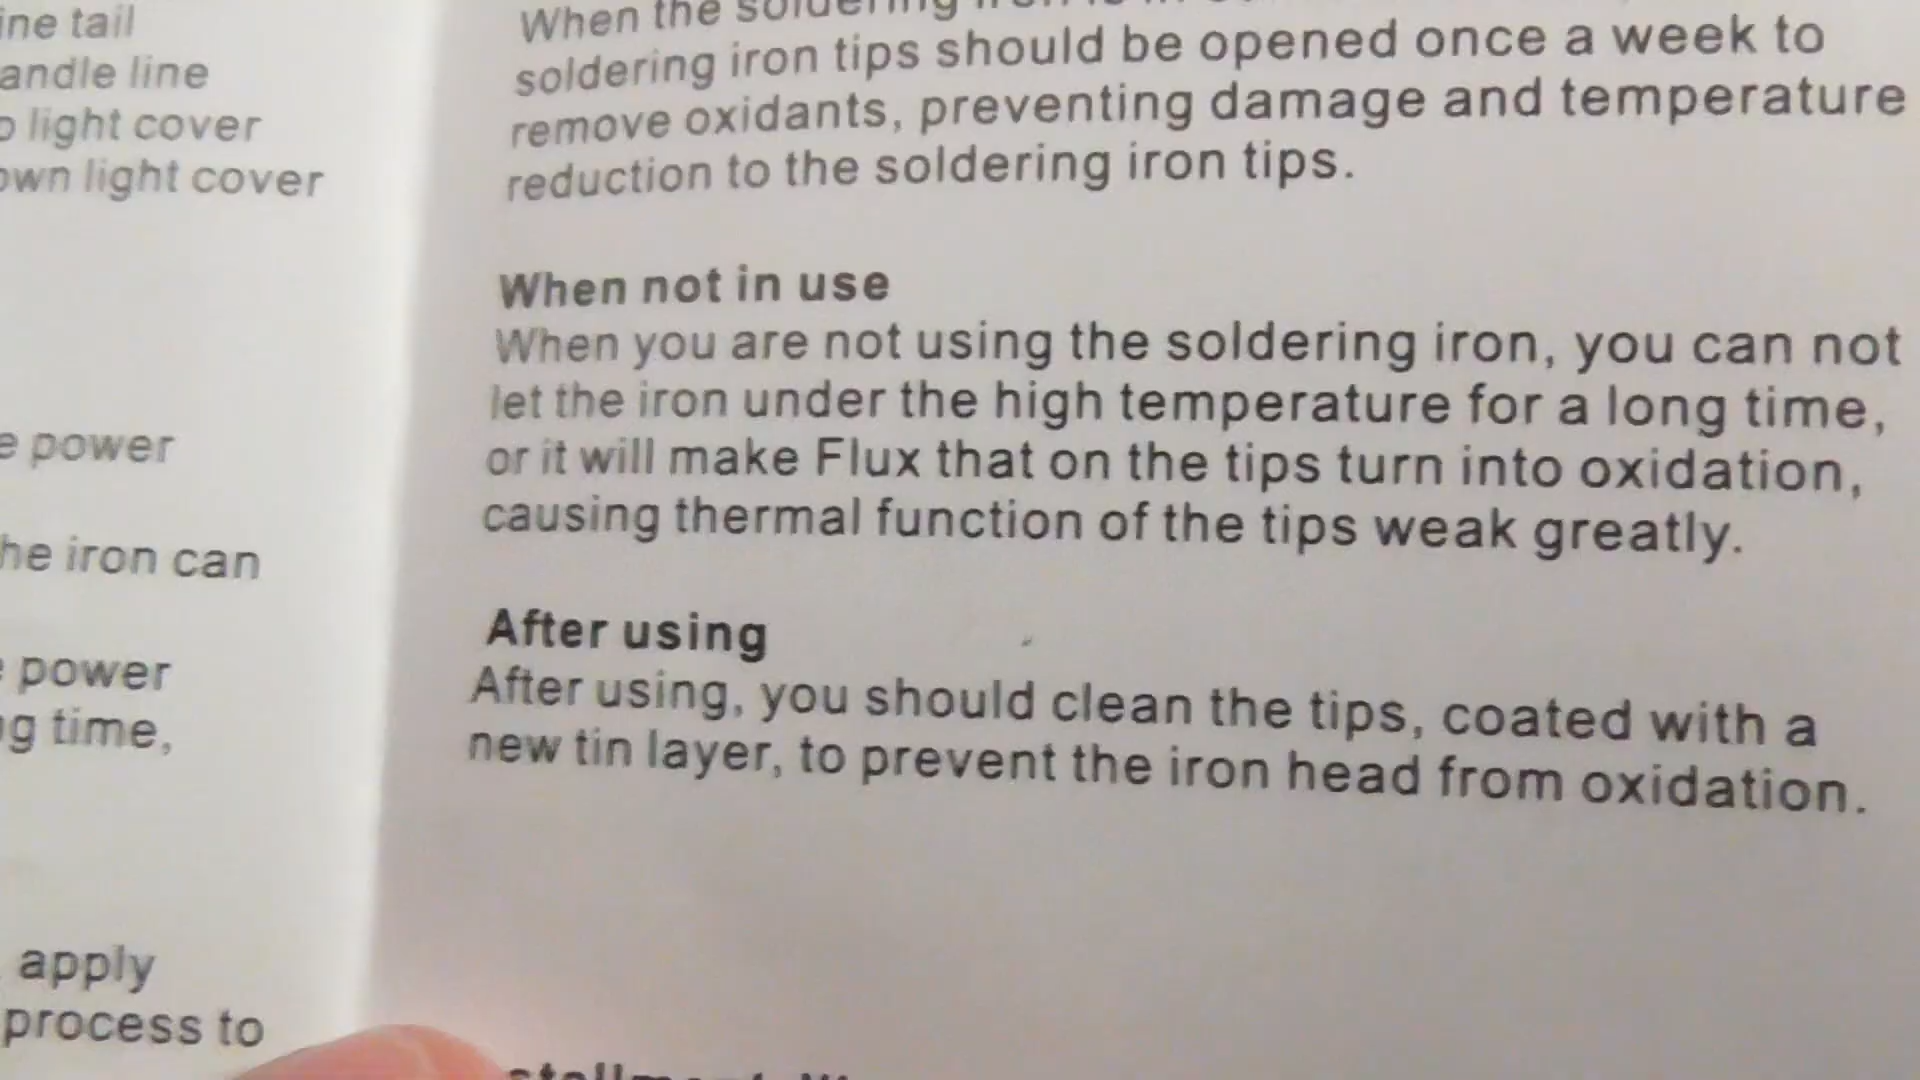 ine tail
andle line
light cover
own light cover
e power
he iron can
power
g time,
apply
process to
When the soldering iron
soldering iron tips should be opened once a week to
remove oxidants, preventing damage and temperature
reduction to the soldering iron tips.
When not in use
When you are not using the soldering iron, you can not
let the iron under the high temperature for a long time,
or it will make Flux that on the tips turn into oxidation,
causing thermal function of the tips weak greatly.
After using
After using, you should clean the tips, coated with a
new tin layer, to prevent the iron head from oxidation.